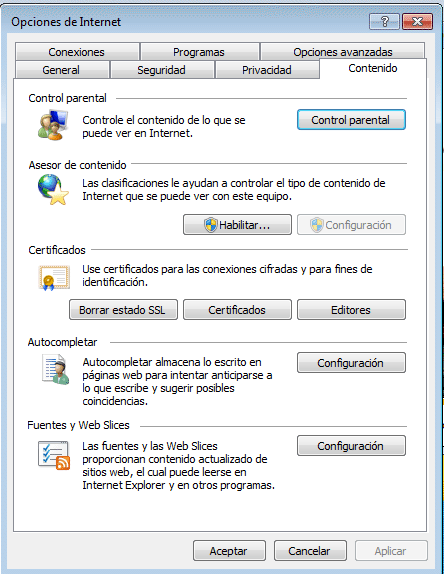 Opciones de Internet
Conexiones Programas Opciones avanzadas
General Seguridad Privacidad Contenido
Control parental
Controle el contenido de lo que se
puede ver en Internet.
Control parental
Asesor de contenido
Las clasificaciones le ayudan a controlar el tipo de contenido de
Internet que se puede ver con este equipo.
Habilitar... Configuración
Certificados
Use certificados para las conexiones cifradas y para fines de
identificación.
Borrar estado SSL Certificados Editores
Autocompletar
Autocompletar almacena lo escrito en
páginas web para intentar anticiparse a
lo que escribe y sugerir posibles
coincidencias.
Configuración
Fuentes y Web Slices
Las fuentes y las Web Slices
proporcionan contenido actualizado de
sitios web, el cual puede leerse en
Internet Explorer y en otros programas.
Configuración
Aceptar Cancelar Aplicar